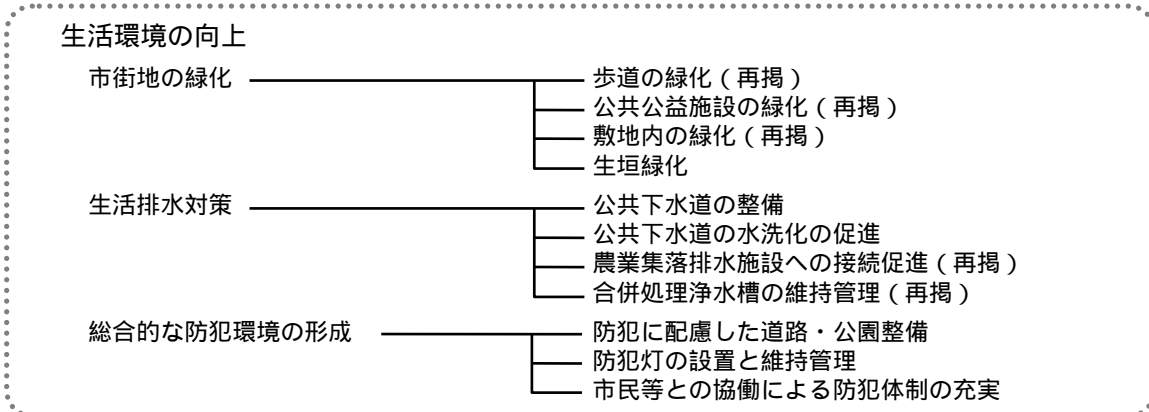 生活環境の向上
市街地の緑化
歩道の緑化(再掲)
公共公益施設の緑化(再掲)
敷地内の緑化(再掲)
生垣緑化
生活排水対策
公共下水道の整備
公共下水道の水洗化の促進
農業集落排水施設への接続促進(再掲)
合併処理浄水槽の維持管理(再掲)
総合的な防犯環境の形成
防犯に配慮した道路・公園整備
防犯灯の設置と維持管理
市民等との協働による防犯体制の充実